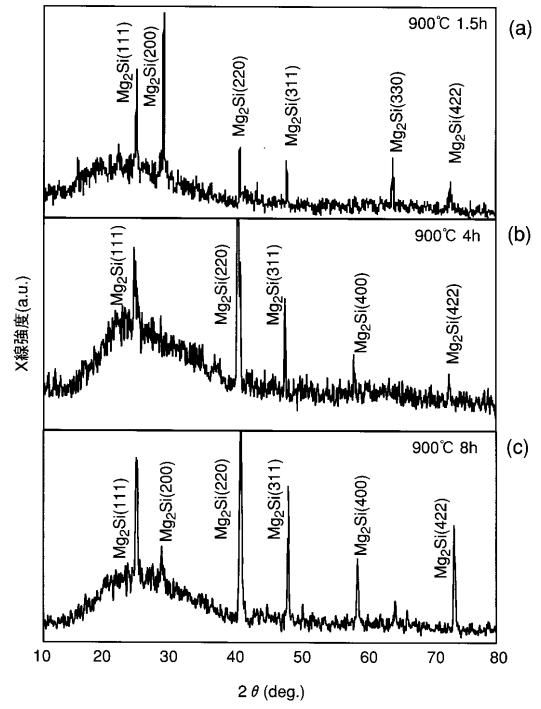 900℃ 1.5h
(a)
Mg2Si(111)
Mg2Si(200)
Mg2Si(220)
Mg2Si(311)
Mg2Si(330)
Mg2Si(422)
900℃ 4h
(b)
Mg2Si(111)
Mg2Si(220)
Mg2Si(311)
Mg2Si(400)
Mg2Si(422)
900℃ 8h
(c)
Mg2Si(111)
Mg2Si(200)
Mg2Si(220)
Mg2Si(311)
Mg2Si(400)
Mg2Si(422)
X線強度(a.u.)
10 20 30 40 50 60 70 80
2 θ (deg.)